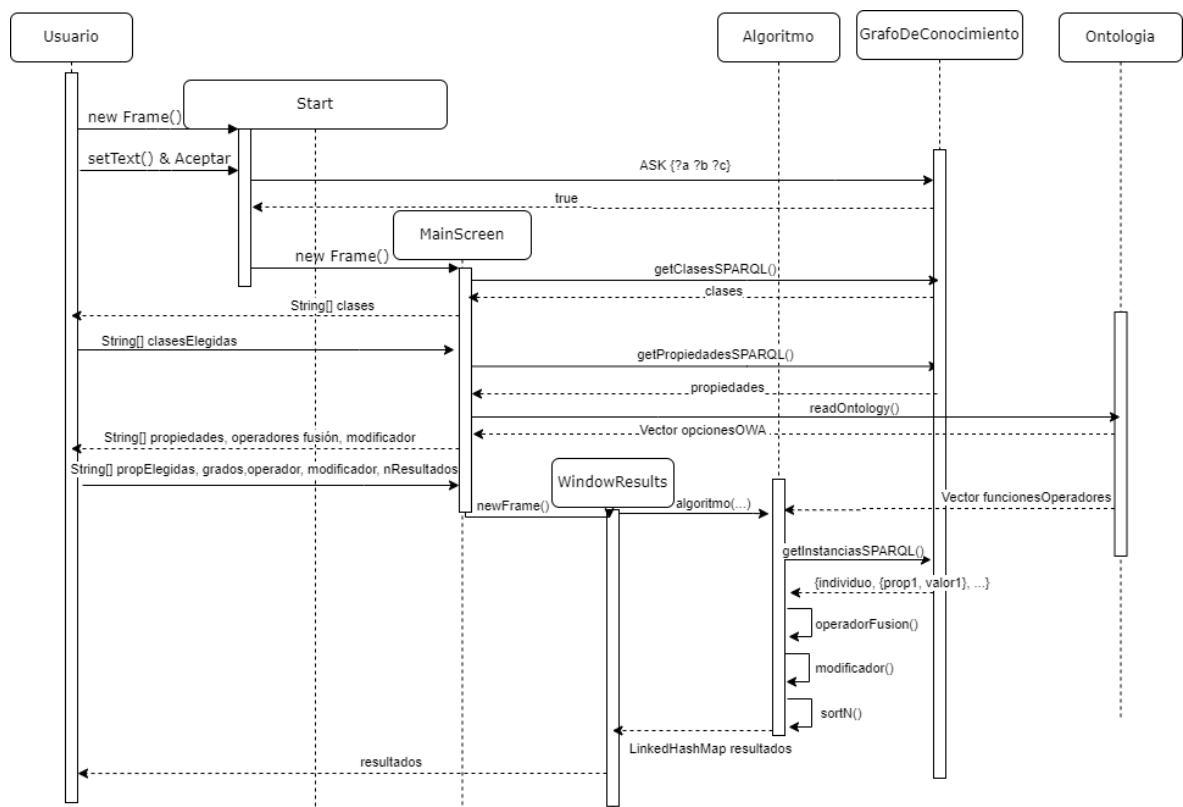 Usuario
Algoritmo
GrafoDeConocimiento
Ontologia
Start
new Frame()
setText() & Aceptar
ASK {?a ?b ?c}
true
MainScreen
new Frame()
getClasesSPARQL()
clases
String[] clases
String[] clasesElegidas
getPropiedadesSPARQL()
propiedades
readOntology()
Vector opcionesOWA
String[] propiedades, operadores fusión, modificador
String[] propElegidas, grados,operador, modificador, nResultados
WindowResults
newFrame()
algoritmo(...)
Vector funcionesOperadores
getInstanciasSPARQL()
{individuo, {prop1, valor1}, ...}
operadorFusion()
modificador()
sortN()
LinkedHashMap resultados
resultados